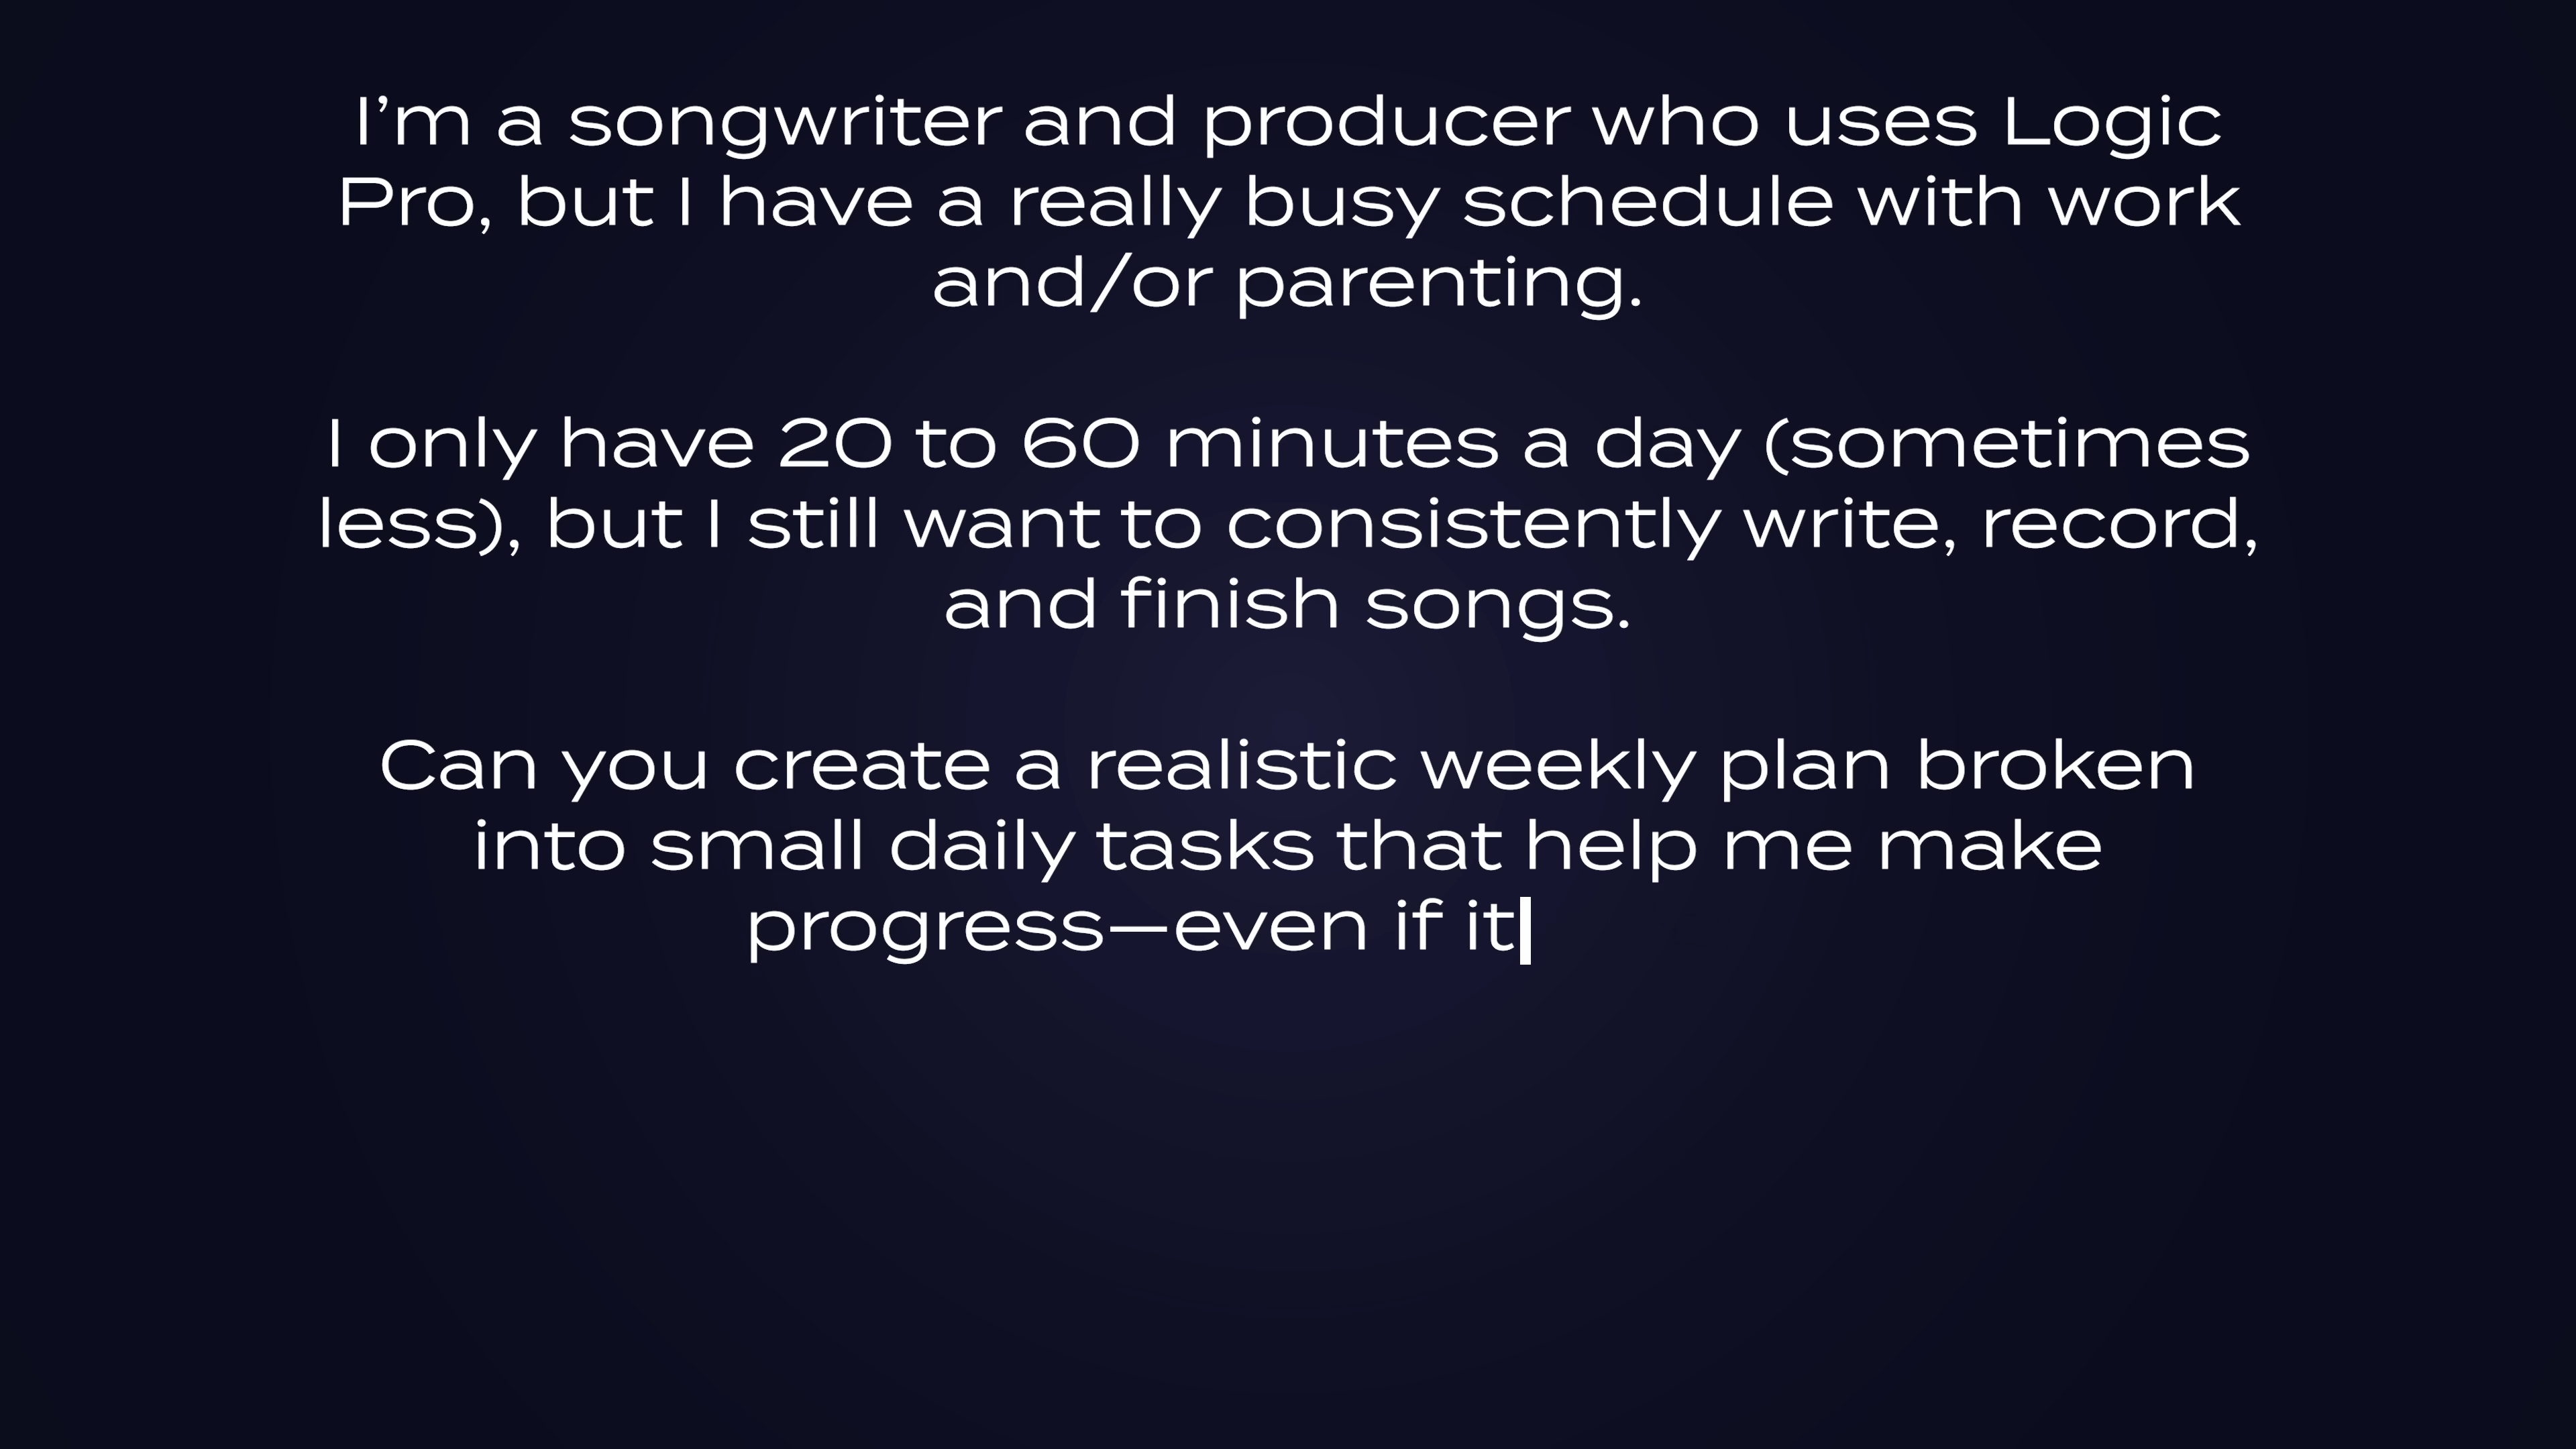 I’m a songwriter and producer who uses Logic
Pro, but I have a really busy schedule with work
and/or parenting.
I only have 20 to 60 minutes a day (sometimes
less), but I still want to consistently write, record,
and finish songs.
Can you create a realistic weekly plan broken
into small daily tasks that help me make
progress—even if it